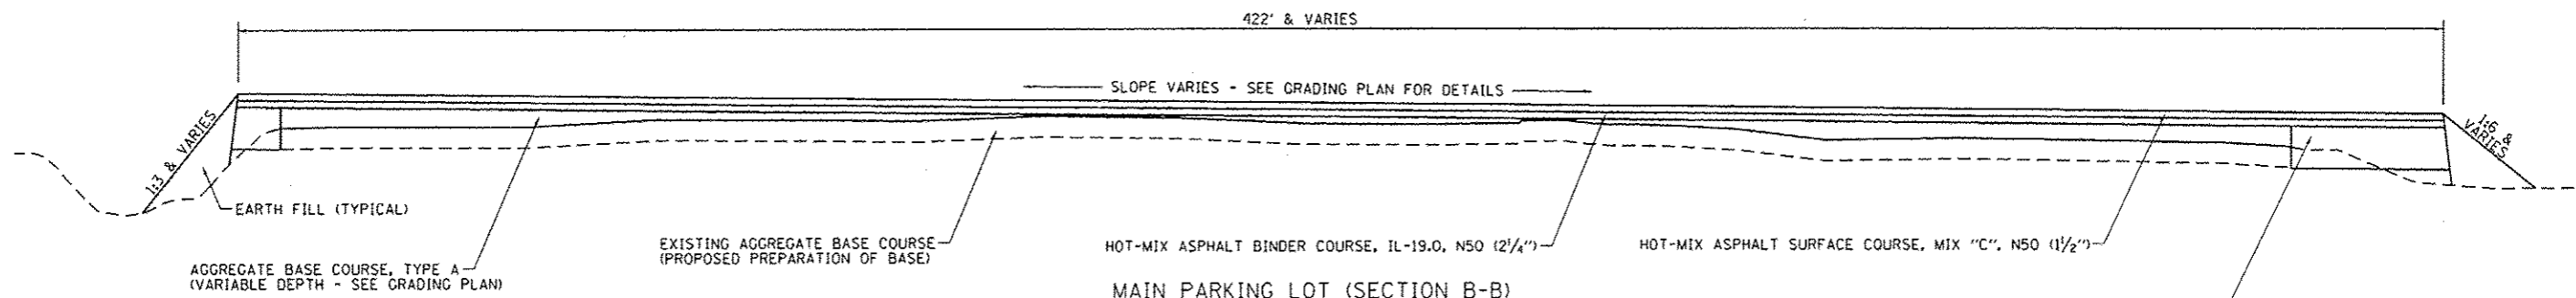 422' & VARIES
SLOPE VARIES - SEE GRADING PLAN FOR DETAILS
1:3 & VARIES
1:6 &
VARIES
EARTH FILL (TYPICAL)
EXISTING AGGREGATE BASE COURSE
(PROPOSED PREPARATION OF BASE)
HOT-MIX ASPHALT BINDER COURSE, IL-19.0, N50 (2¼")
HOT-MIX ASPHALT SURFACE COURSE, MIX "C", N50 (1½")
AGGREGATE BASE COURSE, TYPE A
(VARIABLE DEPTH - SEE GRADING PLAN)
MAIN PARKING LOT (SECTION B-B)